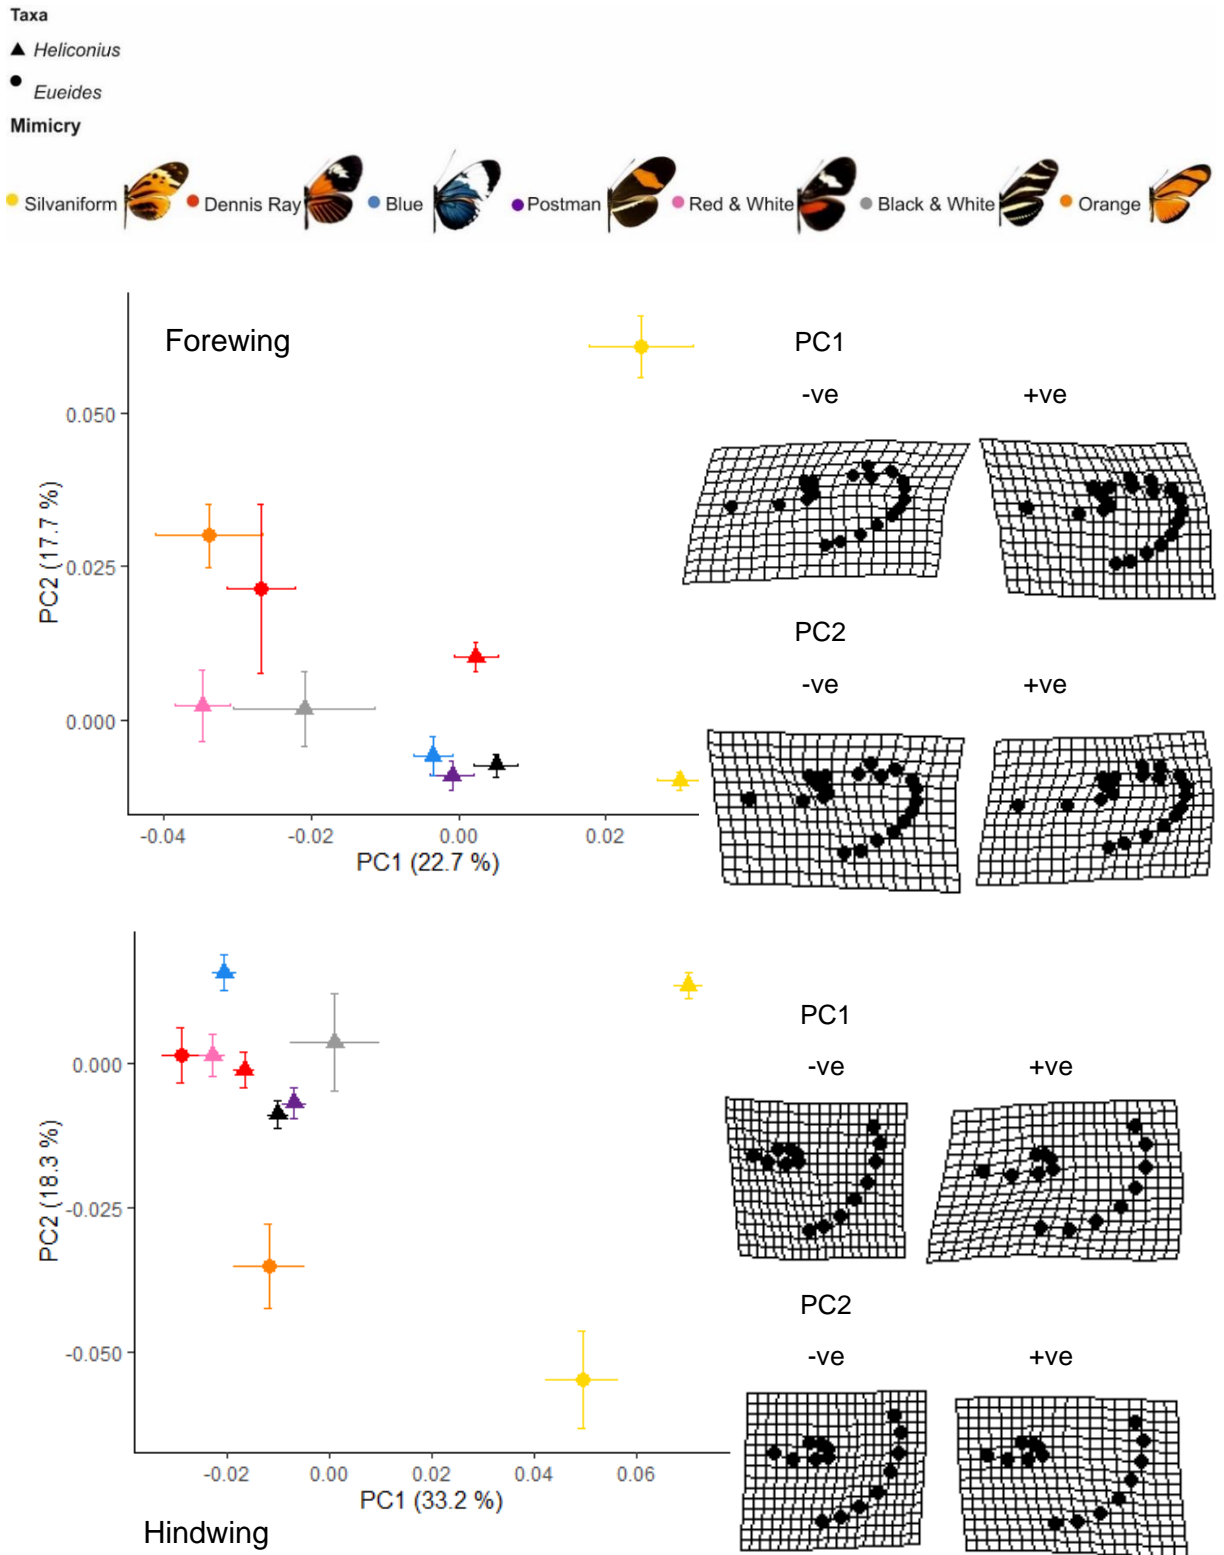 Taxa
Heliconius
Eueides
Mimicry
Silvaniform Dennis Ray Blue Postman Red & White Black & White Orange
Forewing
PC1
-ve +ve
0.050
0.025
0.000
PC2 (17.7 %)
PC2
-ve +ve
-0.04 -0.02 0.00 0.02
PC1 (22.7 %)
PC1
-ve +ve
0.000
-0.025
-0.050
PC2 (18.3 %)
PC2
-ve +ve
-0.02 0.00 0.02 0.04 0.06
PC1 (33.2 %)
Hindwing